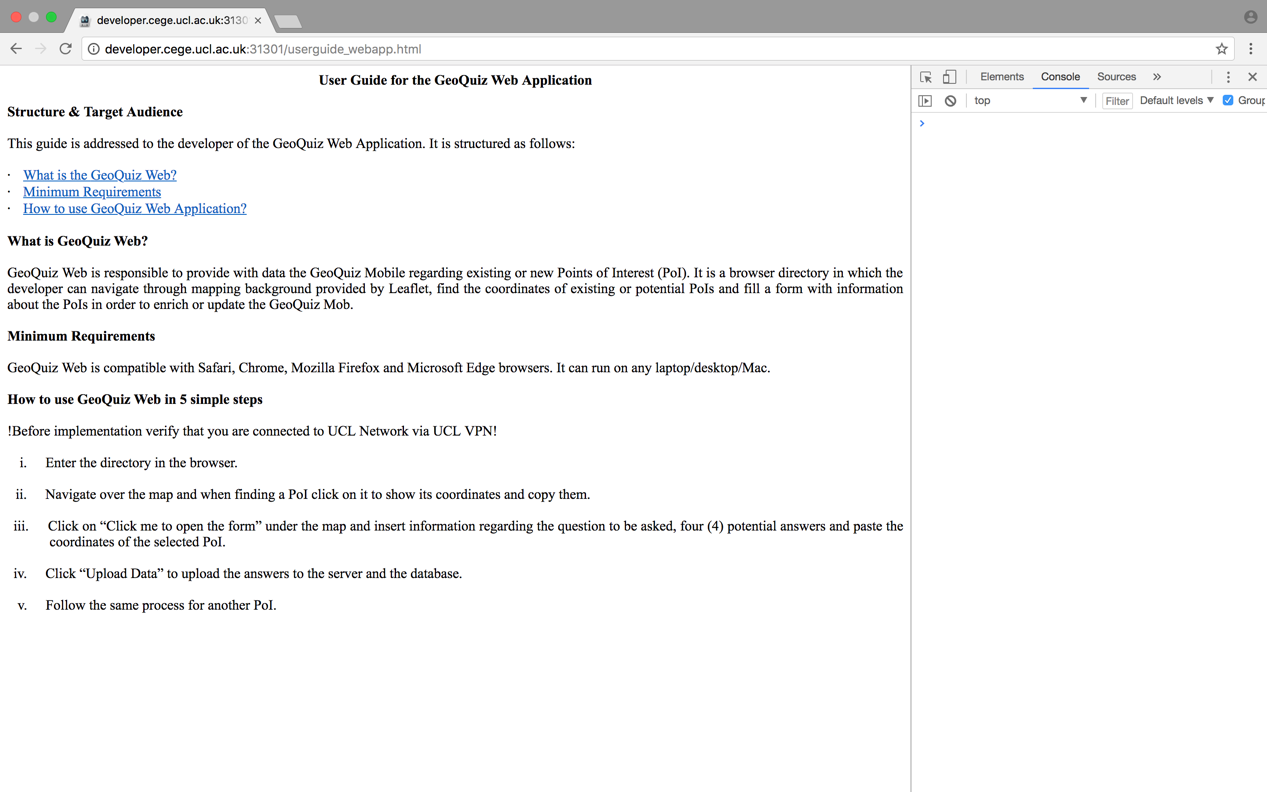 developer.cege.ucl.ac.uk:3130
developer.cege.ucl.ac.uk:31301/userguide_webapp.html
Elements Console Sources »
top Filter Default levels Group
User Guide for the GeoQuiz Web Application
Structure & Target Audience
This guide is addressed to the developer of the GeoQuiz Web Application. It is structured as follows:
· What is the GeoQuiz Web?
· Minimum Requirements
· How to use GeoQuiz Web Application?
What is GeoQuiz Web?
GeoQuiz Web is responsible to provide with data the GeoQuiz Mobile regarding existing or new Points of Interest (PoI). It is a browser directory in which the
developer can navigate through mapping background provided by Leaflet, find the coordinates of existing or potential PoIs and fill a form with information
about the PoIs in order to enrich or update the GeoQuiz Mob.
Minimum Requirements
GeoQuiz Web is compatible with Safari, Chrome, Mozilla Firefox and Microsoft Edge browsers. It can run on any laptop/desktop/Mac.
How to use GeoQuiz Web in 5 simple steps
!Before implementation verify that you are connected to UCL Network via UCL VPN!
i. Enter the directory in the browser.
ii. Navigate over the map and when finding a PoI click on it to show its coordinates and copy them.
iii. Click on “Click me to open the form” under the map and insert information regarding the question to be asked, four (4) potential answers and paste the
coordinates of the selected PoI.
iv. Click “Upload Data” to upload the answers to the server and the database.
v. Follow the same process for another PoI.